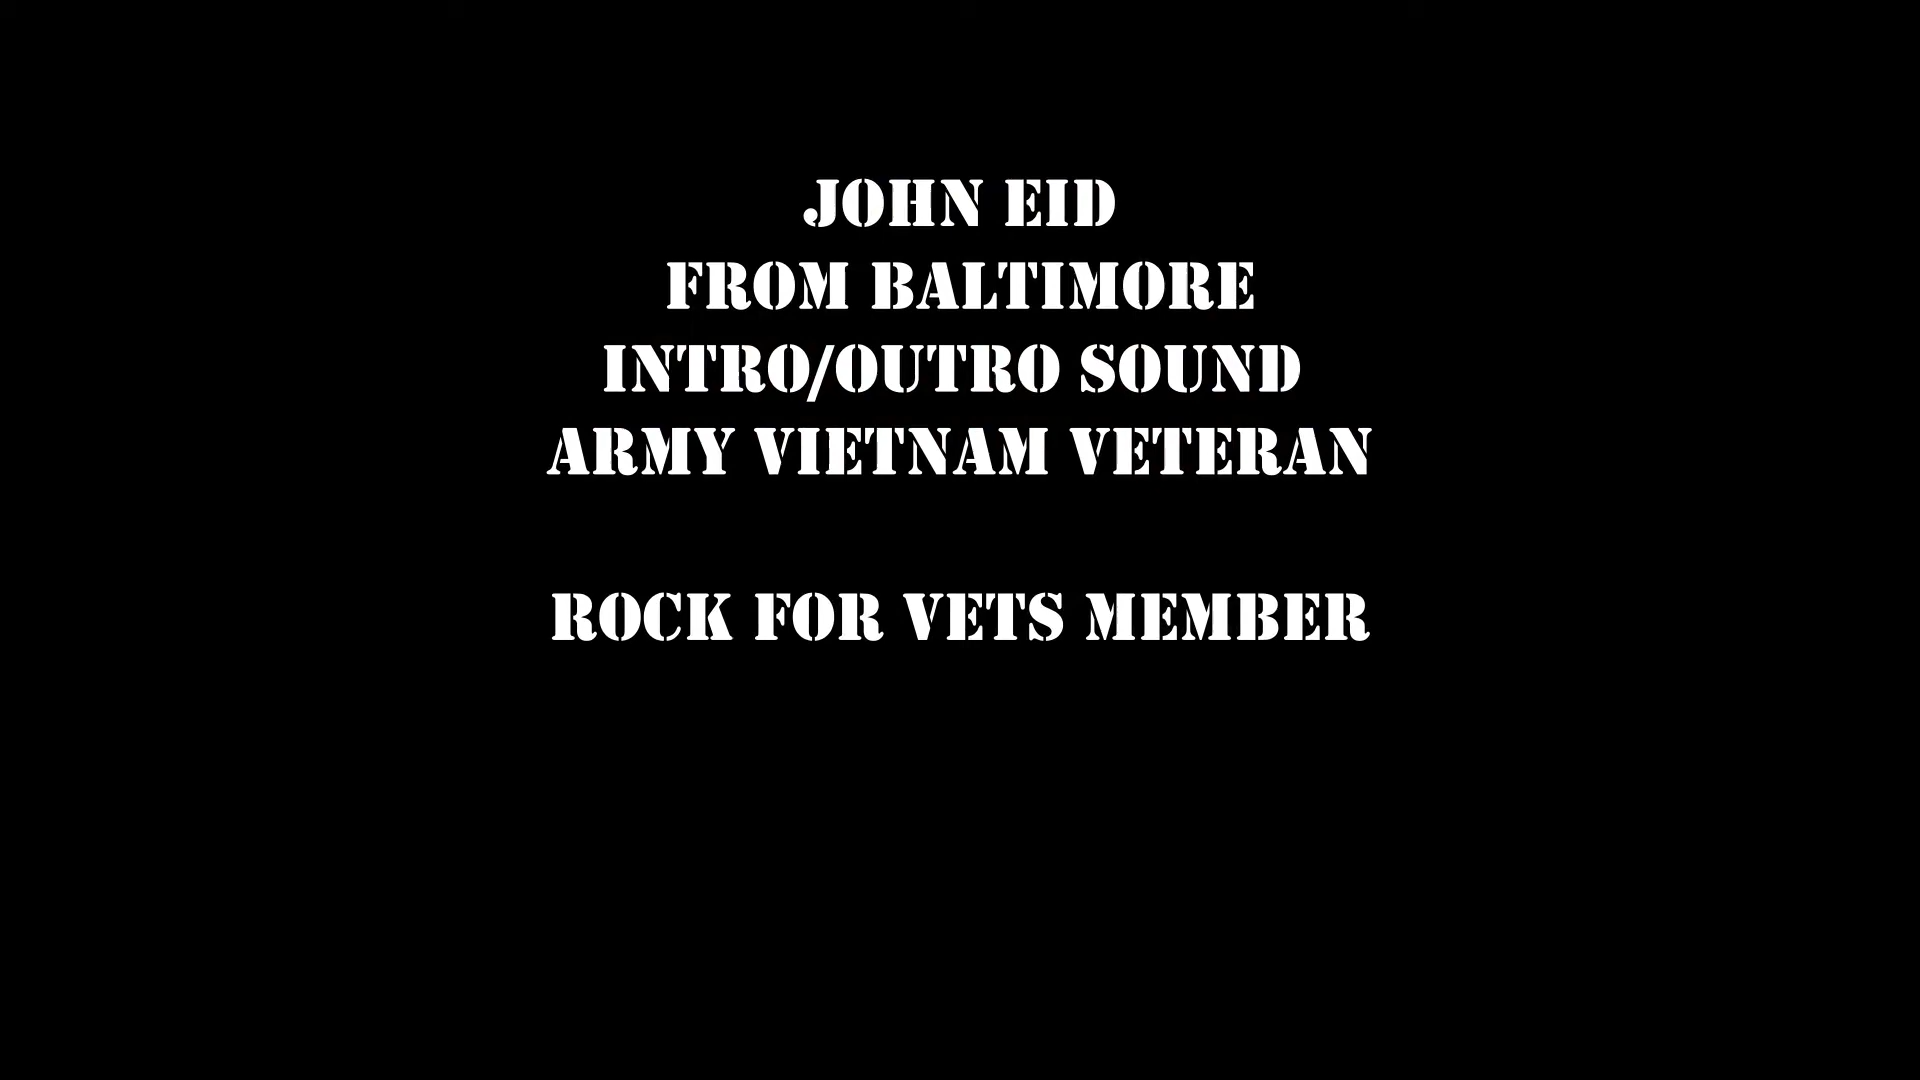 JOHN EID
FROM BALTIMORE
INTRO/OUTRO SOUND
ARMY VIETNAM VETERAN
ROCK FOR VETS MEMBER